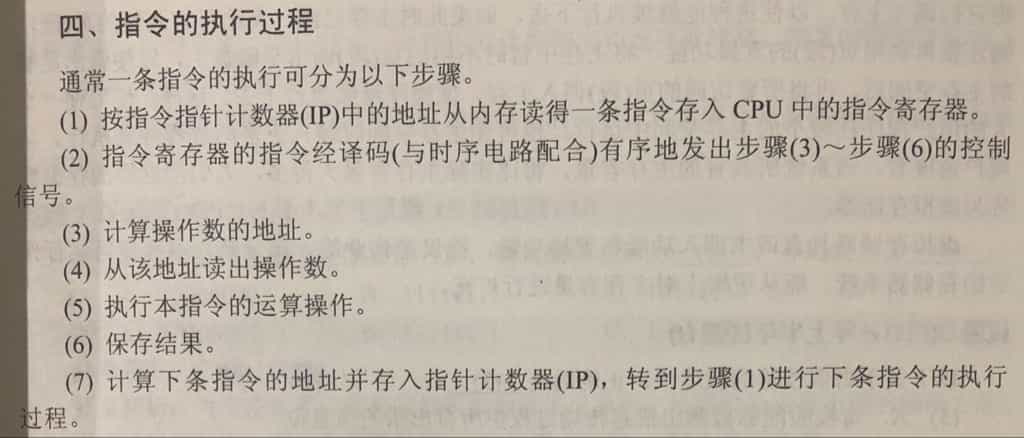 四、指令的执行过程
通常一条指令的执行可分为以下步骤。
(1) 按指令指针计数器(IP)中的地址从内存读得一条指令存入 CPU 中的指令寄存器。
(2) 指令寄存器的指令经译码(与时序电路配合)有序地发出步骤(3)～步骤(6)的控制
信号。
(3) 计算操作数的地址。
(4) 从该地址读出操作数。
(5) 执行本指令的运算操作。
(6) 保存结果。
(7) 计算下条指令的地址并存入指针计数器(IP)，转到步骤(1)进行下条指令的执行
过程。